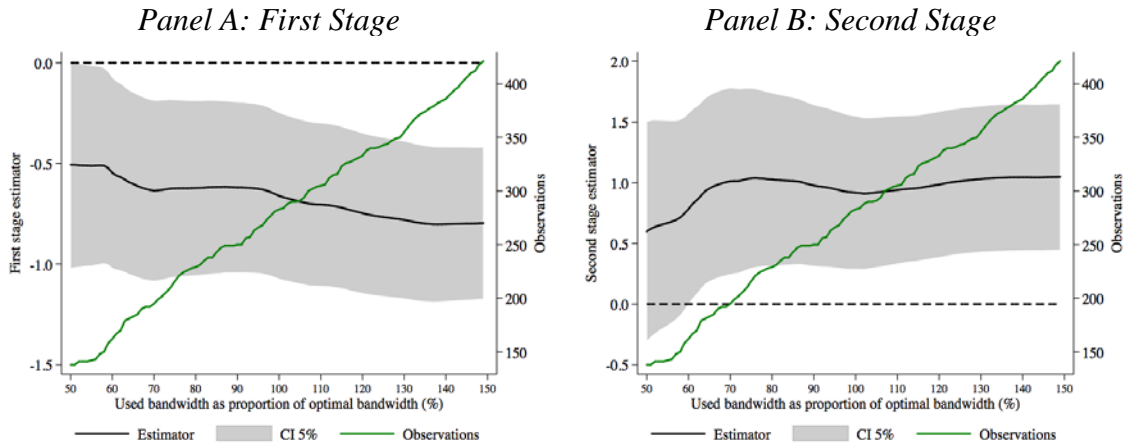 Panel A: First Stage
0.0
-0.5
-1.0
-1.5
First stage estimator
400
350
300
250
200
150
Observations
50 60 70 80 90 100 110 120 130 140 150
Used bandwidth as proportion of optimal bandwidth (%)
Estimator CI 5% Observations
Panel B: Second Stage
2.0
1.5
1.0
0.5
0.0
-0.5
Second stage estimator
400
350
300
250
200
150
Observations
50 60 70 80 90 100 110 120 130 140 150
Used bandwidth as proportion of optimal bandwidth (%)
Estimator CI 5% Observations